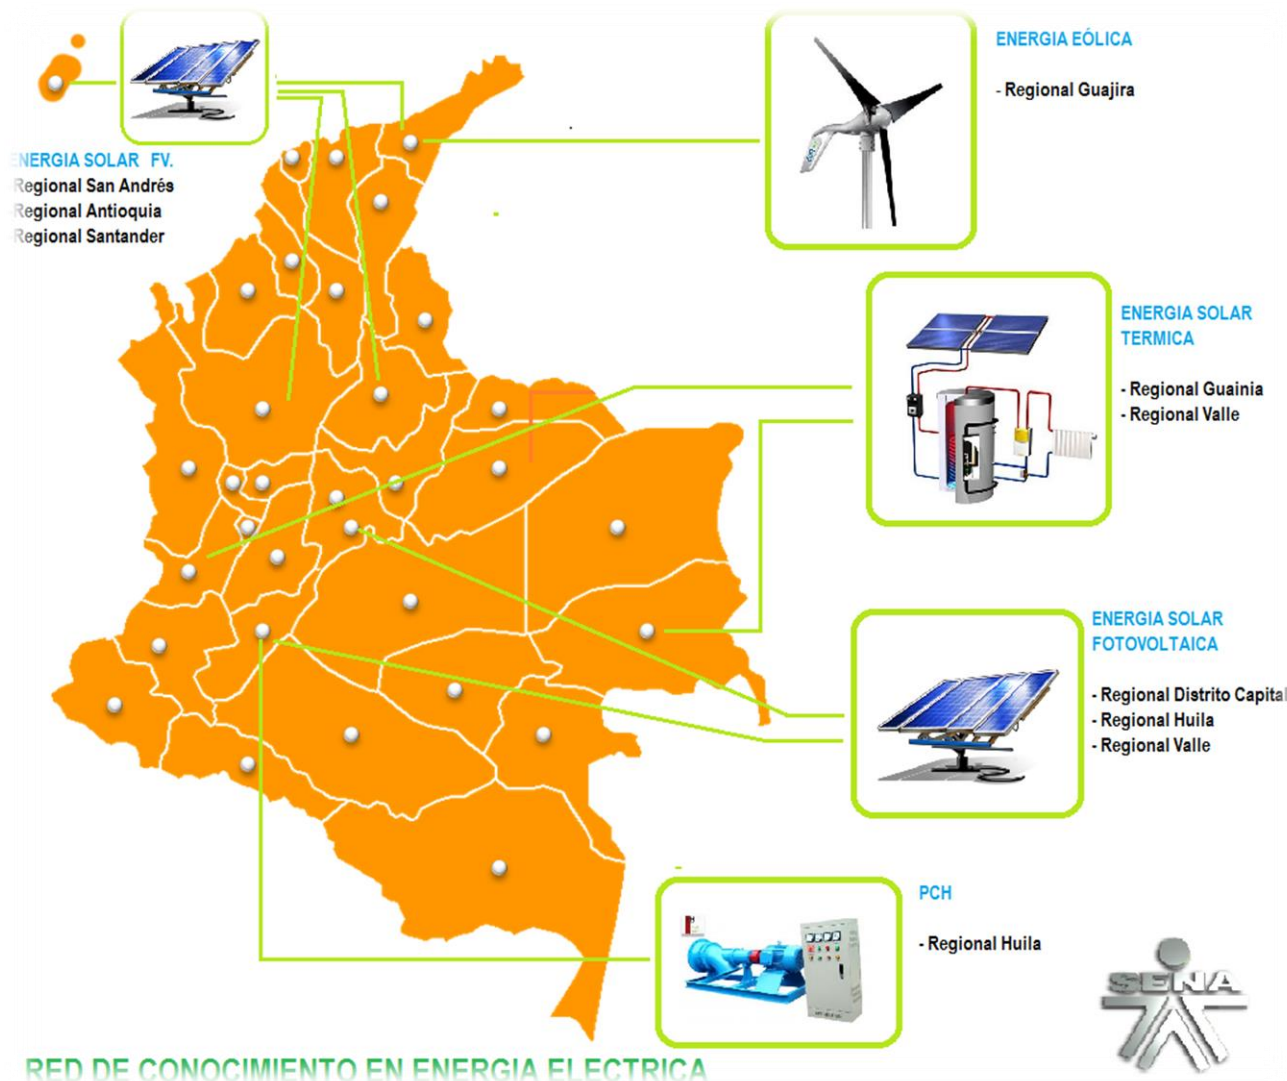 ENERGIA SOLAR FV.
Regional San Andrés
Regional Antioquia
Regional Santander
ENERGIA EÓLICA
- Regional Guajira
ENERGIA SOLAR
TERMICA
- Regional Guainia
- Regional Valle
ENERGIA SOLAR
FOTOVOLTAICA
- Regional Distrito Capital
- Regional Huila
- Regional Valle
PCH
- Regional Huila
SENA
RED DE CONOCIMIENTO EN ENERGIA ELECTRICA